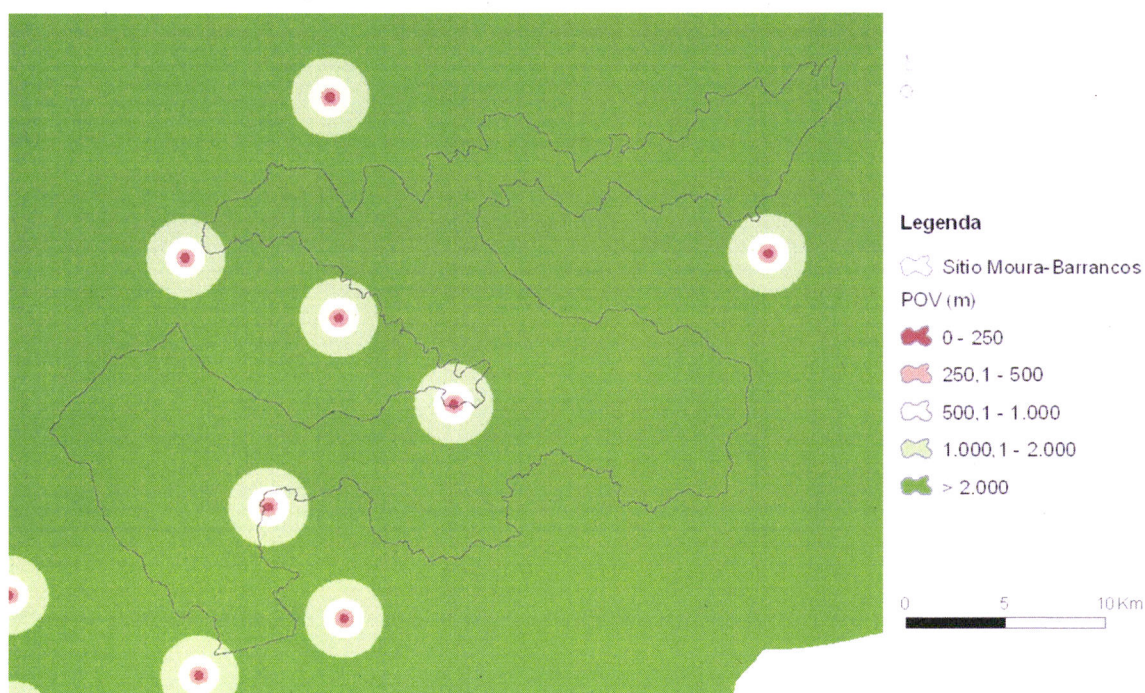 Legenda
Sitio Moura-Barrancos
POV (m)
0 - 250
250,1 - 500
500,1 - 1.000
1.000,1 - 2.000
> 2.000
0 5 10 Km